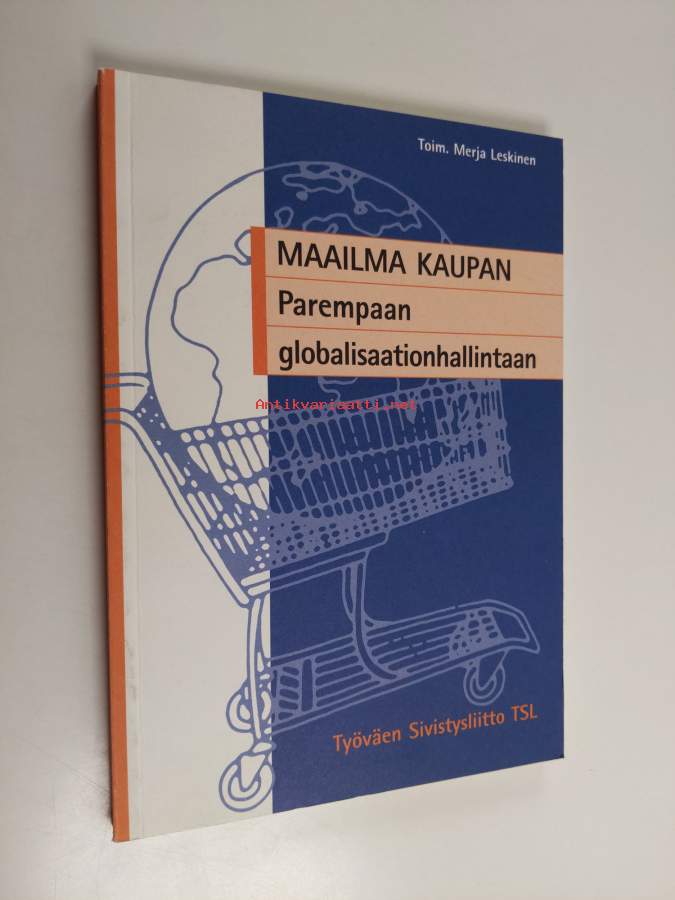 Toim. Merja Leskinen
MAAILMA KAUPAN
Parempaan
globalisaationhallintaan
Antikvariaatti.net
Työväen Sivistysliitto TSL